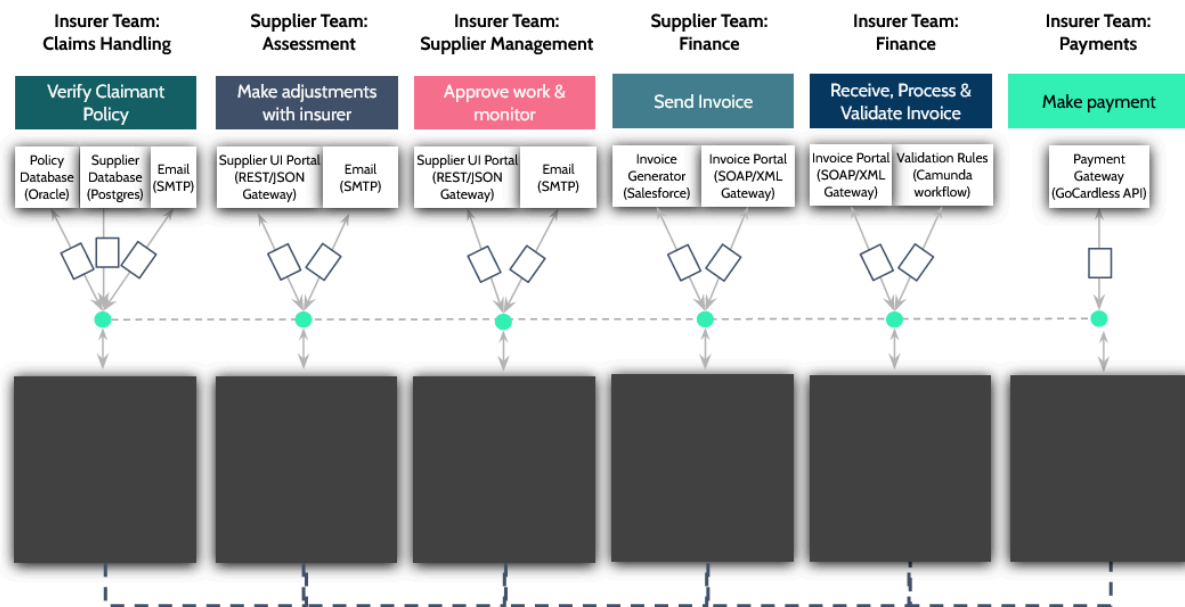 Insurer Team:
Claims Handling
Supplier Team:
Assessment
Insurer Team:
Supplier Management
Supplier Team:
Finance
Insurer Team:
Finance
Insurer Team:
Payments
Verify Claimant
Policy
Make adjustments
with insurer
Approve work &
monitor
Send Invoice
Receive, Process &
Validate Invoice
Make payment
Policy
Database
(Oracle)
Supplier
Database
(Postgres)
Email
(SMTP)
Supplier UI Portal
(REST/JSON
Gateway)
Email
(SMTP)
Supplier UI Portal
(REST/JSON
Gateway)
Email
(SMTP)
Invoice
Generator
(Salesforce)
Invoice Portal
(SOAP/XML
Gateway)
Invoice Portal
(SOAP/XML
Gateway)
Validation Rules
(Camunda
workflow)
Payment
Gateway
(GoCardless API)